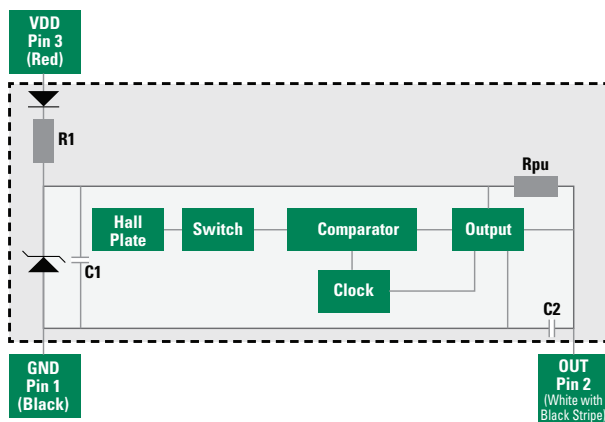 VDD
Pin 3
(Red)
R1
Rpu
Hall
Plate
Switch
Comparator
Output
C1
Clock
C2
GND
Pin 1
(Black)
OUT
Pin 2
(White with
Black Stripe)